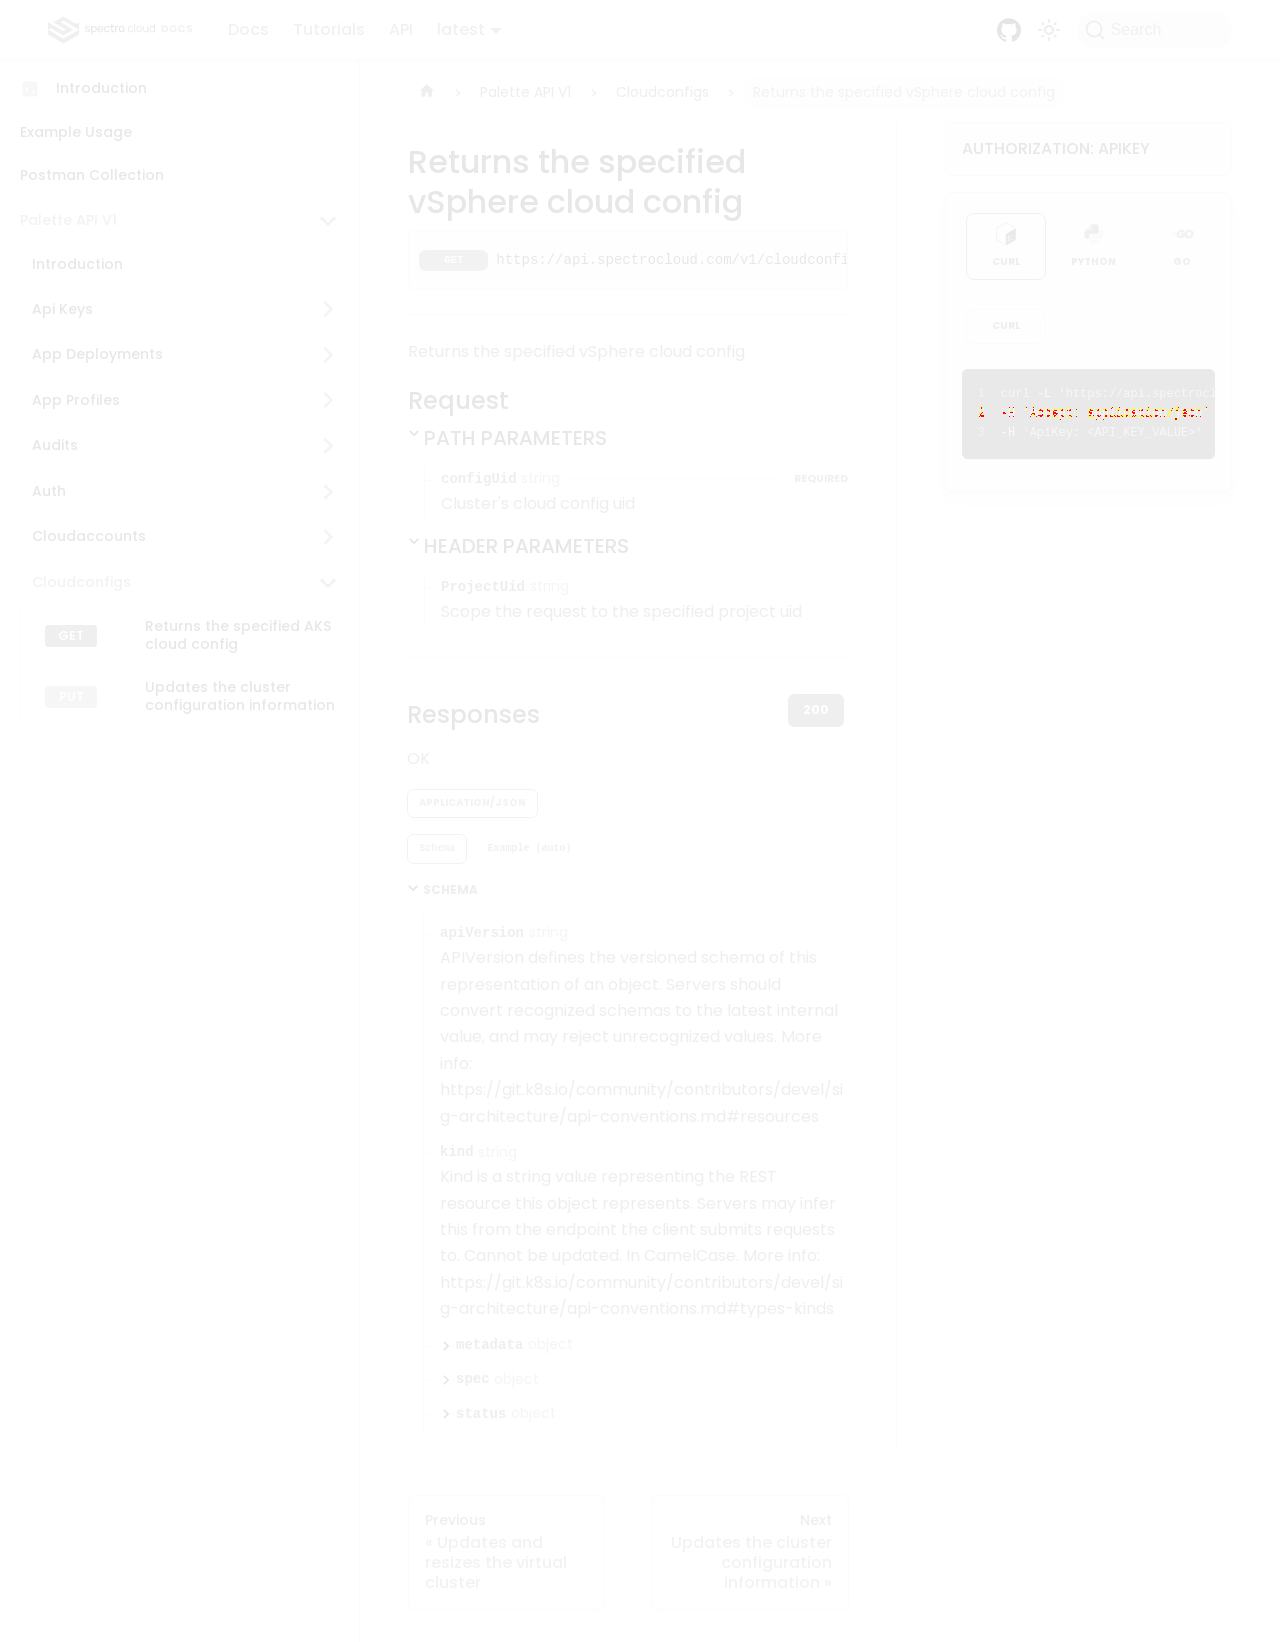 spectro cloud DOCS
Docs
Tutorials
API
latest
Search
Introduction
Example Usage
Postman Collection
Palette API V1
Introduction
Api Keys
App Deployments
App Profiles
Audits
Auth
Cloudaccounts
Cloudconfigs
GET
Returns the specified AKS
cloud config
PUT
Updates the cluster
configuration information
Palette API V1
Cloudconfigs
Returns the specified vSphere cloud config
Returns the specified
vSphere cloud config
GET
https://api.spectrocloud.com/v1/cloudconfi
Returns the specified vSphere cloud config
Request
PATH PARAMETERS
configUid string
REQUIRED
Cluster's cloud config uid
HEADER PARAMETERS
ProjectUid string
Scope the request to the specified project uid
Responses
200
OK
APPLICATION/JSON
Schema
Example (auto)
SCHEMA
apiVersion string
APIVersion defines the versioned schema of this
representation of an object. Servers should
convert recognized schemas to the latest internal
value, and may reject unrecognized values. More
info:
https://git.k8s.io/community/contributors/devel/si
g-architecture/api-conventions.md#resources
kind string
Kind is a string value representing the REST
resource this object represents. Servers may infer
this from the endpoint the client submits requests
to. Cannot be updated. In CamelCase. More info:
https://git.k8s.io/community/contributors/devel/si
g-architecture/api-conventions.md#types-kinds
metadata object
spec object
status object
Previous
« Updates and
resizes the virtual
cluster
Next
Updates the cluster
configuration
information »
AUTHORIZATION: APIKEY
CURL
PYTHON
GO
GO
CURL
1 curl -L 'https://api.spectrocl
2 -H 'Accept: application/json'
3 -H 'ApiKey: <API_KEY_VALUE>'